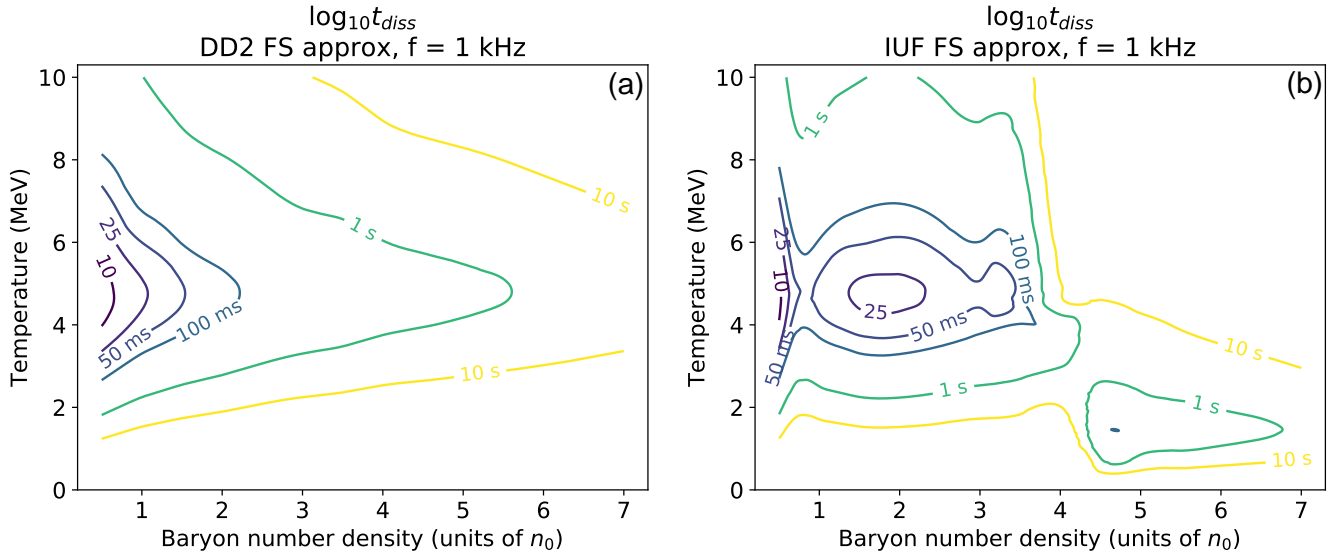 log₁₀t_diss
DD2 FS approx, f = 1 kHz
(a)
10
8
6
4
2
0
Temperature (MeV)
10 s
1 s
25
10
50 ms
100 ms
10 s
1
2
3
4
5
6
7
Baryon number density (units of n₀)
log₁₀t_diss
IUF FS approx, f = 1 kHz
(b)
10
8
6
4
2
0
Temperature (MeV)
1 s
25
10
50 ms
100 ms
25
50 ms
10 s
1 s
1 s
10 s
1
2
3
4
5
6
7
Baryon number density (units of n₀)